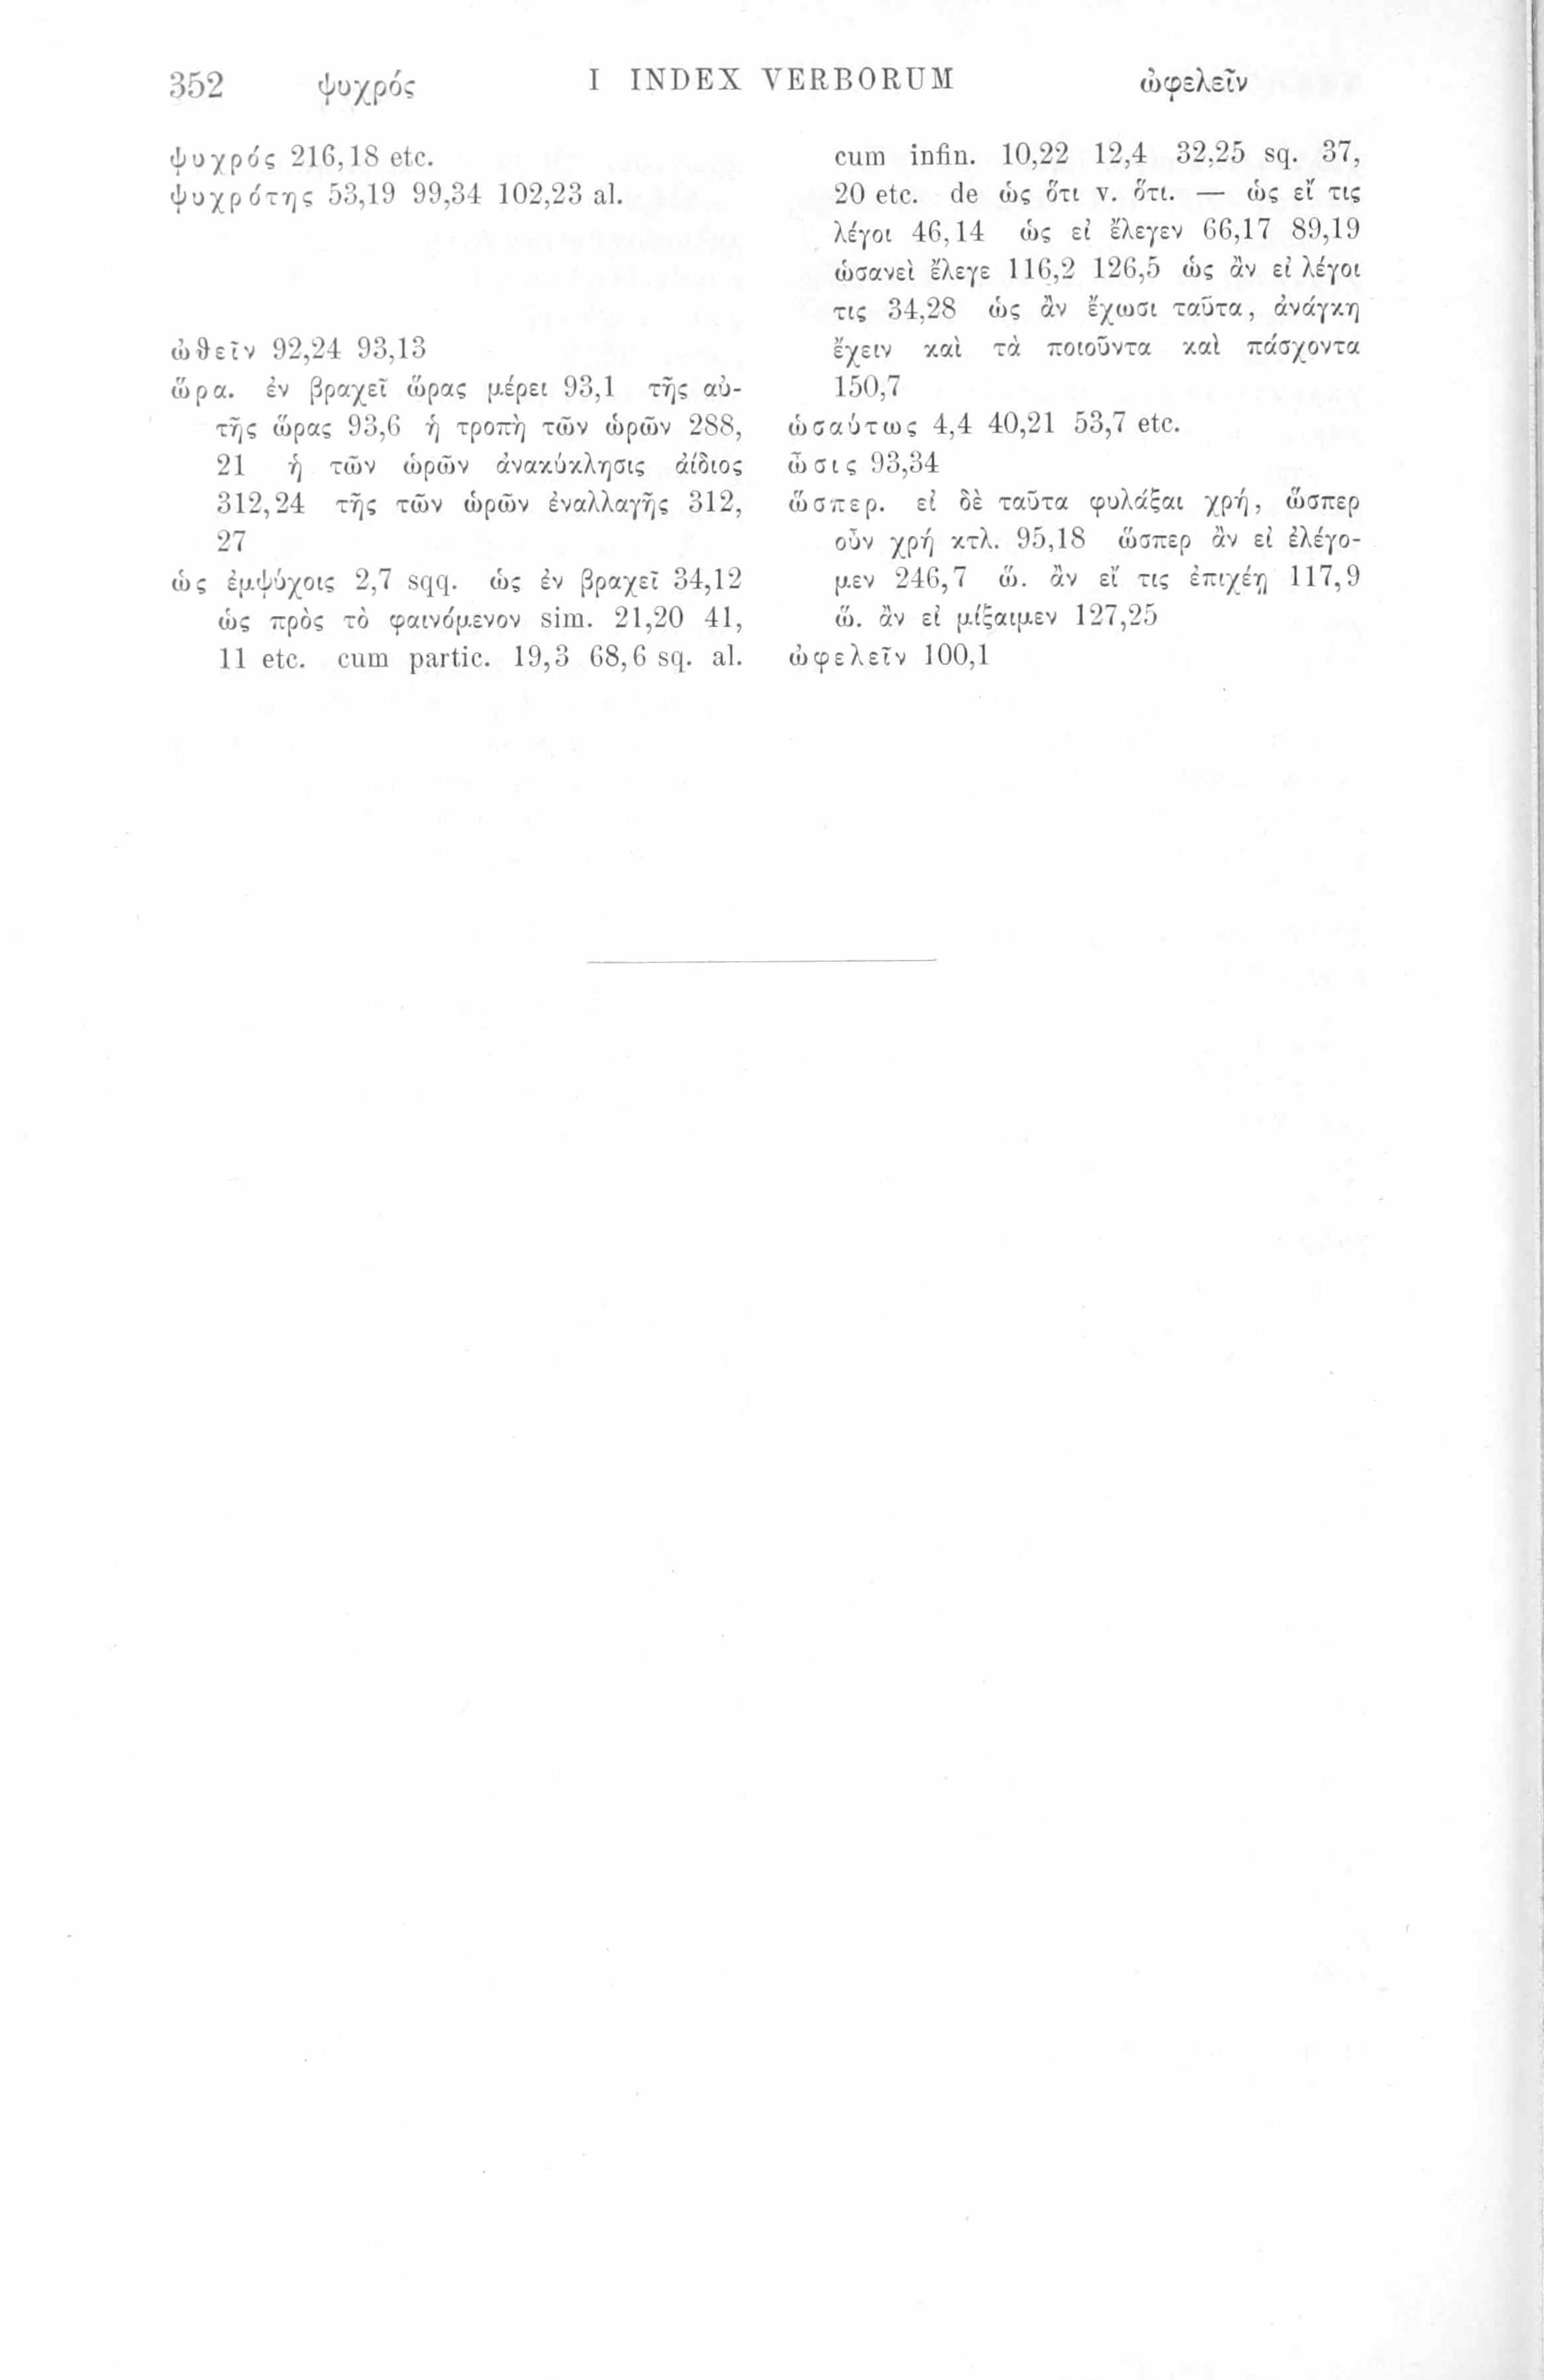 352 ψυχρός I INDEX VERBORUM ὠφελεῖν
ψυχρός 216,18 etc.
ψυχρότης 53,19 99,34 102,23 al.
ὠθεῖν 92,24 93,13
ὥρα. ἐν βραχεῖ ὥρας μέρει 93,1 τῆς αὐ-
τῆς ὥρας 93,6 ἡ τροπὴ τῶν ὡρῶν 288,
21 ἡ τῶν ὡρῶν ἀνακύκλησις ἀίδιος
312,24 τῆς τῶν ὡρῶν ἐναλλαγῆς 312,
27
ὡς ἐμψύχοις 2,7 sqq. ὡς ἐν βραχεῖ 34,12
ὡς πρὸς τὸ φαινόμενον sim. 21,20 41,
11 etc. cum partic. 19,3 68,6 sq. al.
cum infin. 10,22 12,4 32,25 sq. 37,
20 etc. de ὡς ὅτι v. ὅτι. — ὡς εἴ τις
λέγοι 46,14 ὡς εἰ ἔλεγεν 66,17 89,19
ὡσανεὶ ἔλεγε 116,2 126,5 ὡς ἂν εἰ λέγοι
τις 34,28 ὡς ἂν ἔχωσι ταῦτα, ἀνάγκη
ἔχειν καὶ τὰ ποιοῦντα καὶ πάσχοντα
150,7
ὡσαύτως 4,4 40,21 53,7 etc.
ὦσις 93,34
ὥσπερ. εἰ δὲ ταῦτα φυλάξαι χρή, ὥσπερ
οὖν χρή κτλ. 95,18 ὥσπερ ἂν εἰ ἐλέγο-
μεν 246,7 ὥ. ἂν εἴ τις ἐπιχέῃ 117,9
ὥ. ἂν εἰ μίξαιμεν 127,25
ὠφελεῖν 100,1